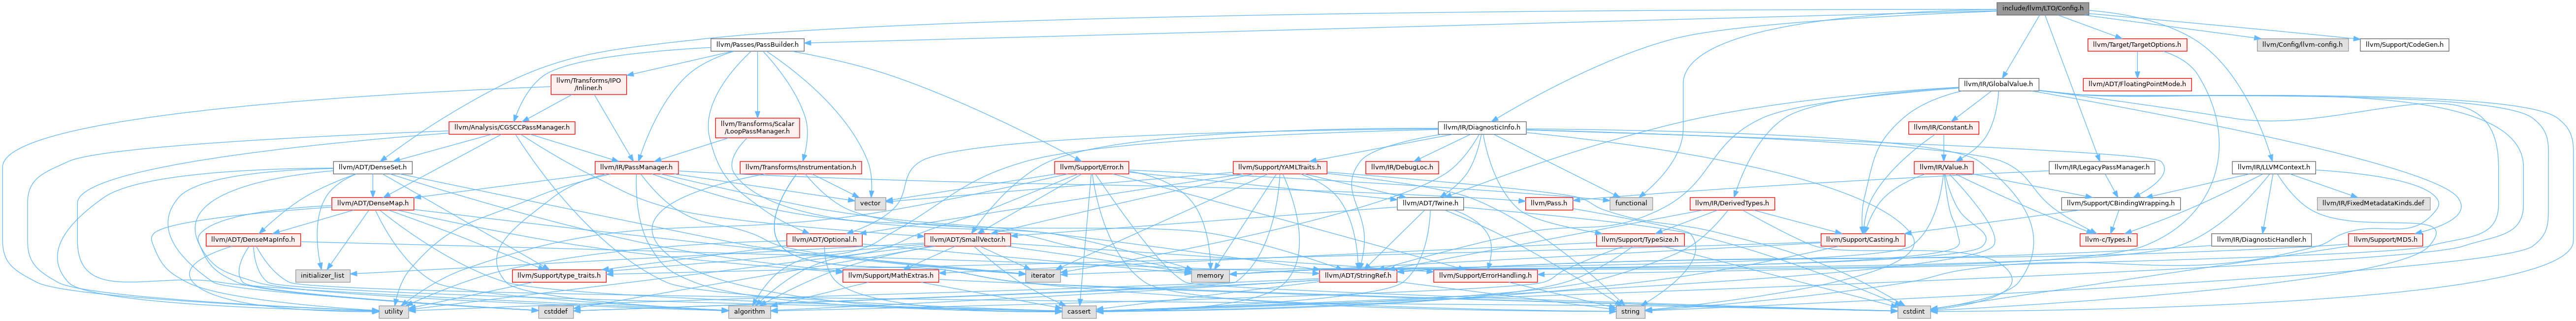 include/llvm/LTO/Config.h
llvm/Passes/PassBuilder.h
llvm/Target/TargetOptions.h
llvm/Config/llvm-config.h
llvm/Support/CodeGen.h
llvm/Transforms/IPO
/Inliner.h
llvm/IR/GlobalValue.h
llvm/ADT/FloatingPointMode.h
llvm/Analysis/CGSCCPassManager.h
llvm/Transforms/Scalar
/LoopPassManager.h
llvm/IR/DiagnosticInfo.h
llvm/IR/Constant.h
llvm/ADT/DenseSet.h
llvm/IR/PassManager.h
llvm/Transforms/Instrumentation.h
llvm/Support/Error.h
llvm/Support/YAMLTraits.h
llvm/IR/DebugLoc.h
llvm/IR/Value.h
llvm/IR/LegacyPassManager.h
llvm/IR/LLVMContext.h
llvm/ADT/DenseMap.h
vector
llvm/ADT/Twine.h
llvm/Pass.h
functional
llvm/IR/DerivedTypes.h
llvm/Support/CBindingWrapping.h
llvm/IR/FixedMetadataKinds.def
llvm/ADT/DenseMapInfo.h
llvm/ADT/Optional.h
llvm/ADT/SmallVector.h
llvm/Support/TypeSize.h
llvm/Support/Casting.h
llvm-c/Types.h
llvm/IR/DiagnosticHandler.h
llvm/Support/MD5.h
initializer_list
llvm/Support/type_traits.h
llvm/Support/MathExtras.h
iterator
memory
llvm/ADT/StringRef.h
llvm/Support/ErrorHandling.h
utility
cstddef
algorithm
cassert
string
cstdint